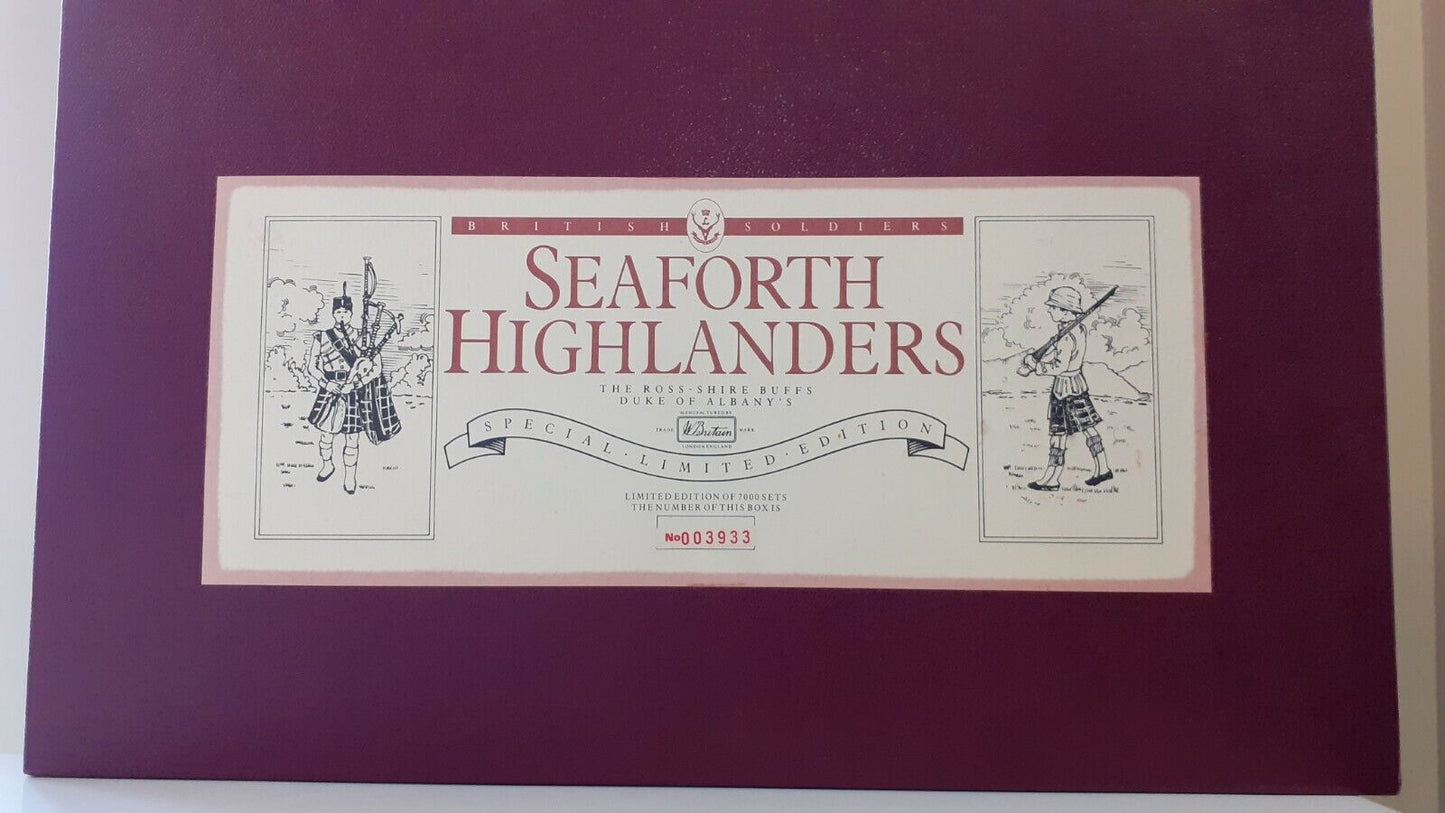 BRITISH SOLDIERS
SEAFORTH
HIGHLANDERS
THE ROSS-SHIRE BUFFS
DUKE OF ALBANY'S
MANUFACTURED BY
TRADE W.Britain MARK
LONDON ENGLAND
SPECIAL · LIMITED · EDITION
LIMITED EDITION OF 7000 SETS
THE NUMBER OF THIS BOX IS
No003933